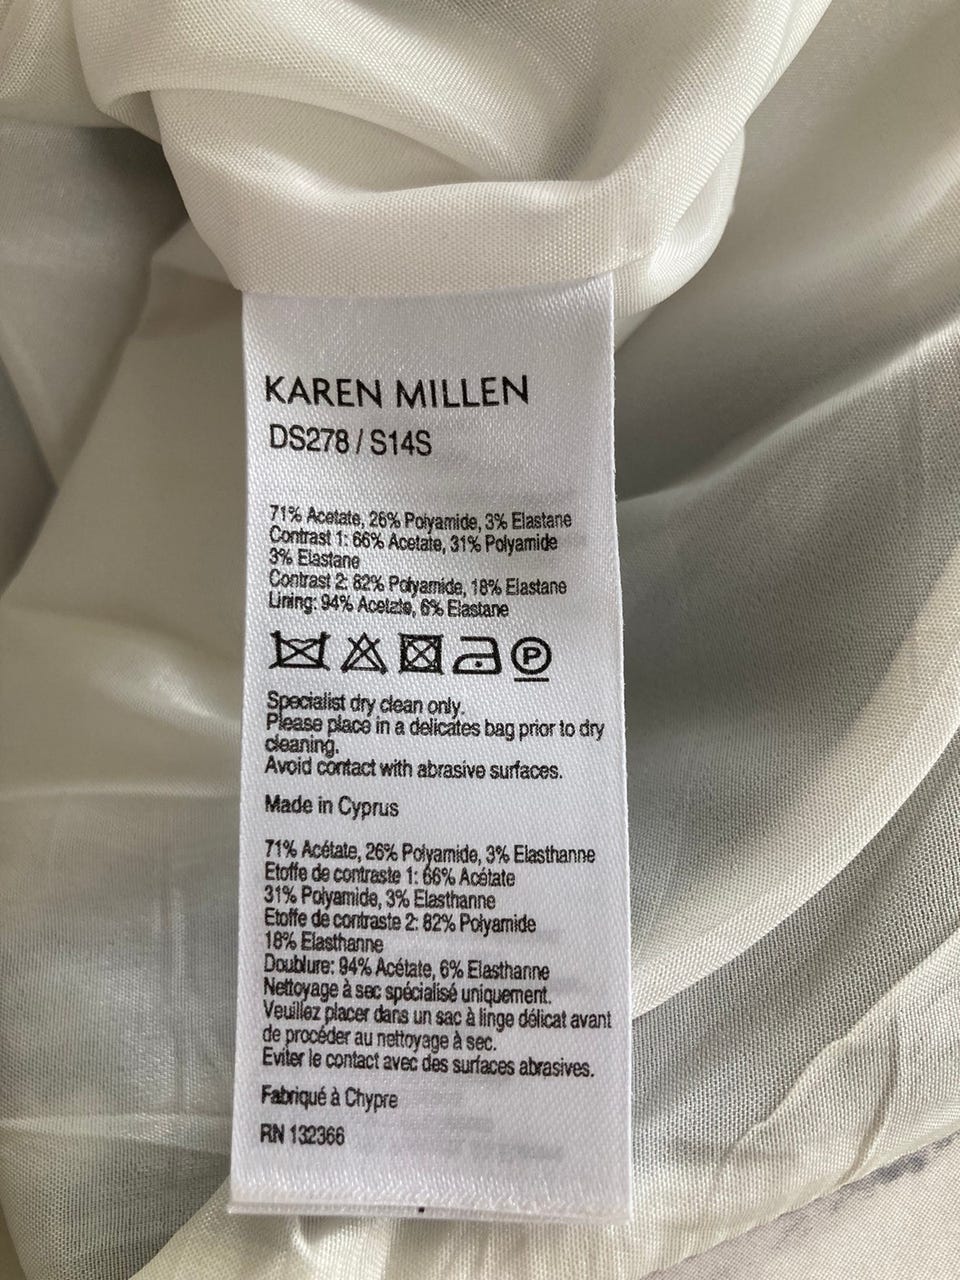 KAREN MILLEN
DS278 / S14S
71% Acetate, 26% Polyamide, 3% Elastane
Contrast 1: 66% Acetate, 31% Polyamide
3% Elastane
Contrast 2: 82% Polyamide, 18% Elastane
Lining: 94% Acetate, 6% Elastane
P
Specialist dry clean only.
Please place in a delicates bag prior to dry
cleaning.
Avoid contact with abrasive surfaces.
Made in Cyprus
71% Acétate, 26% Polyamide, 3% Elasthanne
Etoffe de contraste 1: 66% Acétate
31% Polyamide, 3% Elasthanne
Etoffe de contraste 2: 82% Polyamide
18% Elasthanne
Doublure: 94% Acétate, 6% Elasthanne
Nettoyage à sec spécialisé uniquement.
Veuillez placer dans un sac à linge délicat avant
de procéder au nettoyage à sec.
Eviter le contact avec des surfaces abrasives.
Fabriqué à Chypre
RN 132366